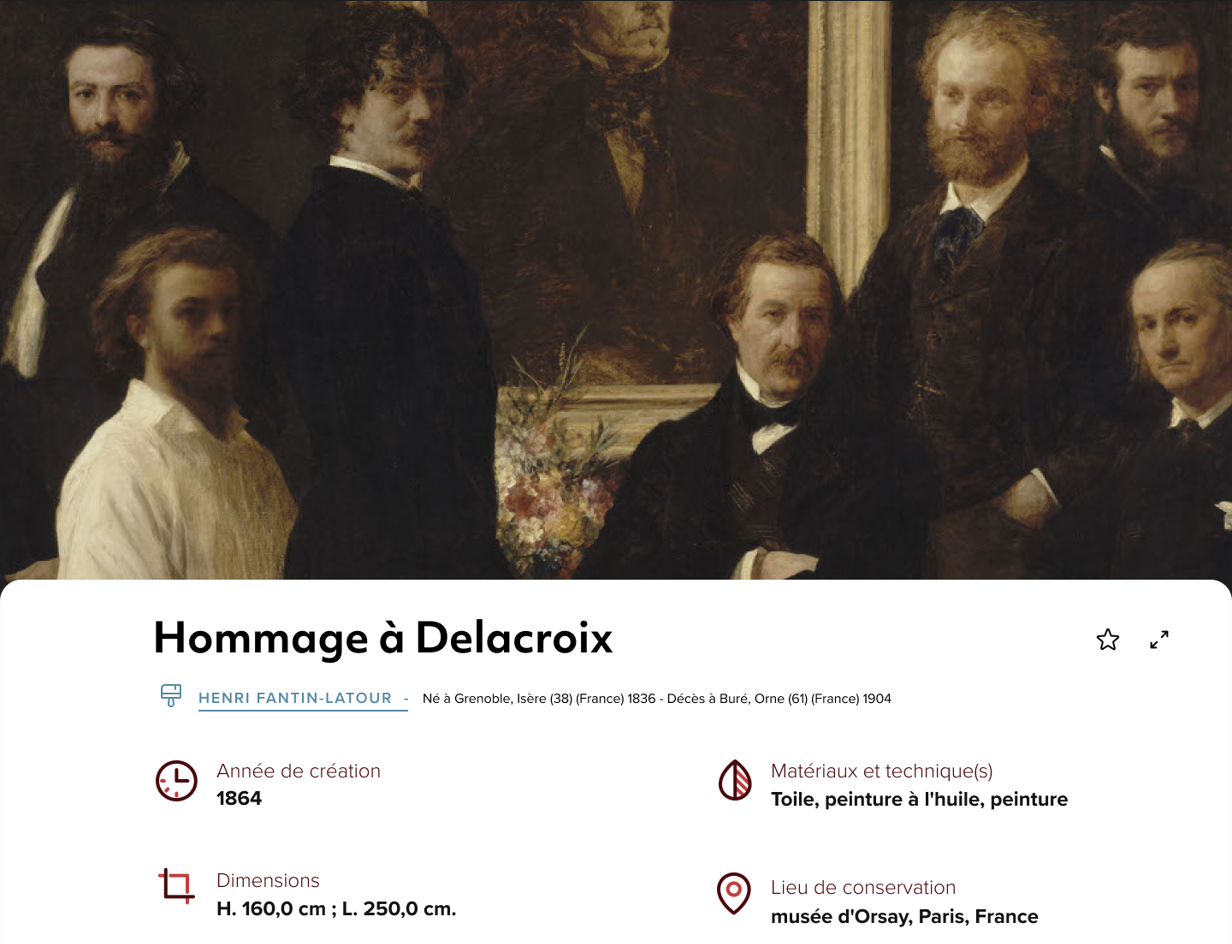 Hommage à Delacroix
HENRI FANTIN-LATOUR - Né à Grenoble, Isère (38) (France) 1836 - Décès à Buré, Orne (61) (France) 1904
Année de création
1864
Matériaux et technique(s)
Toile, peinture à l'huile, peinture
Dimensions
H. 160,0 cm ; L. 250,0 cm.
Lieu de conservation
musée d'Orsay, Paris, France